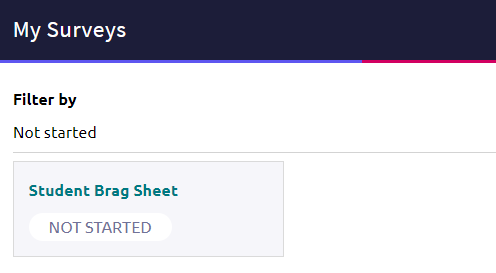 My Surveys
Filter by
Not started
Student Brag Sheet
NOT STARTED